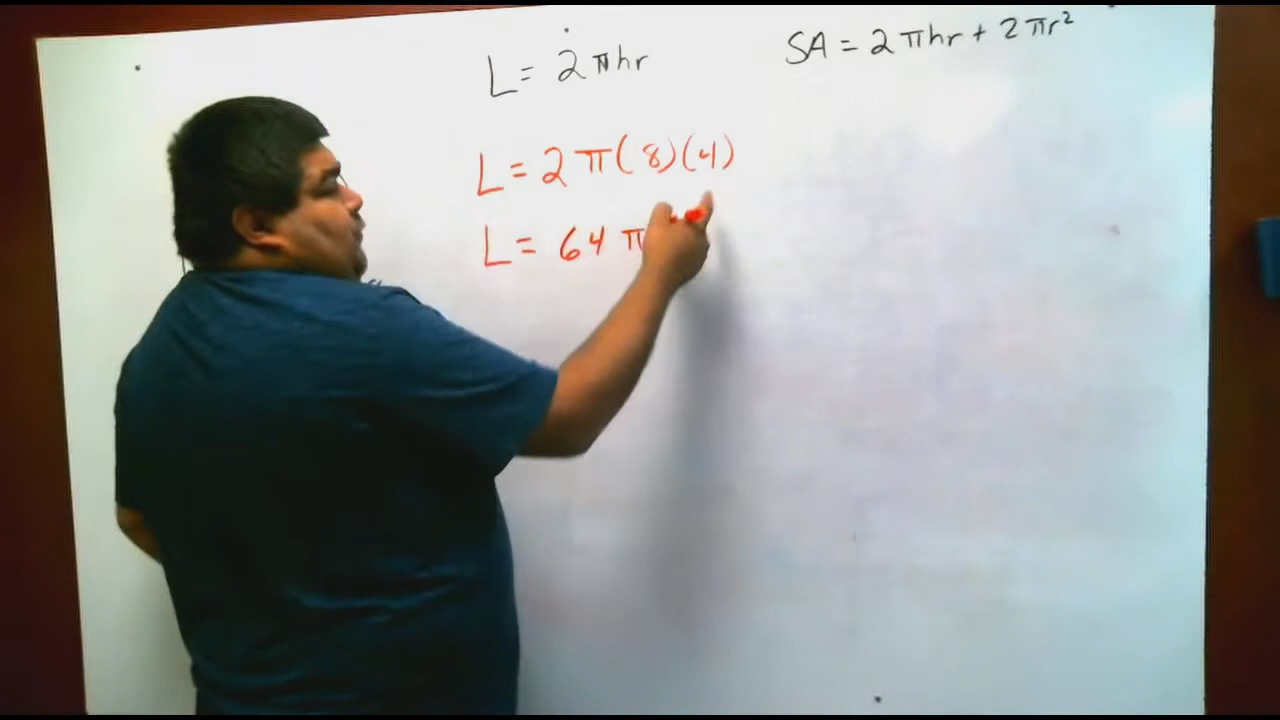 L = 2πhr
SA = 2πhr + 2πr²
L = 2π(8)(4)
L = 64π